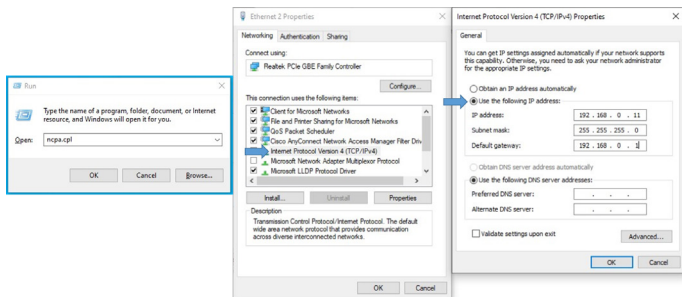 Run
Type the name of a program, folder, document, or Internet
resource, and Windows will open it for you.
Open:
ncpa.cpl
OK
Cancel
Browse...
Ethernet 2 Properties
Networking
Authentication
Sharing
Connect using:
Realtek PCIe GBE Family Controller
Configure...
This connection uses the following items:
Client for Microsoft Networks
File and Printer Sharing for Microsoft Networks
QoS Packet Scheduler
Cisco AnyConnect Network Access Manager Filter Driv
Internet Protocol Version 4 (TCP/IPv4)
Microsoft Network Adapter Multiplexor Protocol
Microsoft LLDP Protocol Driver
Install...
Uninstall
Properties
Description
Transmission Control Protocol/Internet Protocol. The default
wide area network protocol that provides communication
across diverse interconnected networks.
OK
Cancel
Internet Protocol Version 4 (TCP/IPv4) Properties
General
You can get IP settings assigned automatically if your network supports
this capability. Otherwise, you need to ask your network administrator
for the appropriate IP settings.
Obtain an IP address automatically
Use the following IP address:
IP address:
192 . 168 . 0 . 11
Subnet mask:
255 . 255 . 255 . 0
Default gateway:
192 . 168 . 0 . 1
Obtain DNS server address automatically
Use the following DNS server addresses:
Preferred DNS server:
. . .
Alternate DNS server:
. . .
Validate settings upon exit
Advanced...
OK
Cancel